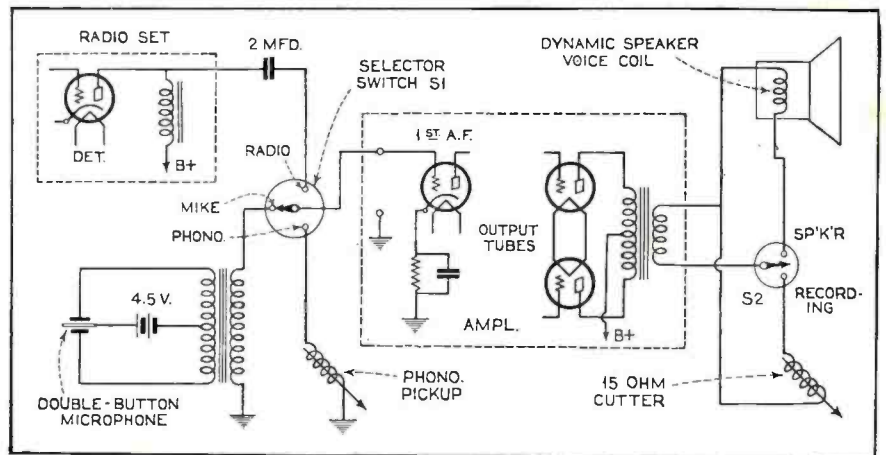 RADIO SET
2 MFD.
SELECTOR
SWITCH S1
DYNAMIC SPEAKER
VOICE COIL
DET.
B+
RADIO
MIKE
PHONO.
1ST A.F.
OUTPUT
TUBES
AMPL.
B+
SP'K'R
S2
RECORD-
ING
4.5 V.
DOUBLE-BUTTON
MICROPHONE
PHONO.
PICKUP
15 OHM
CUTTER